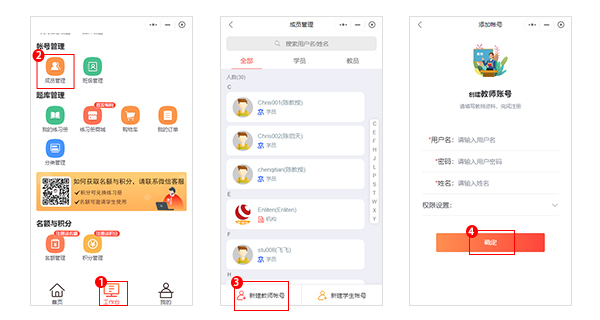 账号管理
2
成员管理
班级管理
题库管理
我的练习册
练习册商城
购物车
我的订单
分类管理
如何获取名额与积分，请联系微信客服
✓积分可兑换练习册
✓名额可邀请学生使用
名额与积分
名额管理
积分管理
1
首页
工作台
我的
成员管理
搜索用户名/姓名
全部
学员
教员
人数(30)
C
Chris001(陈教授)
学员
Chris002(陈启天)
学员
chengtian(陈教授)
学员
E
Enliten(Enliten)
机构
F
stu008(飞飞)
学员
H
C
E
F
H
J
L
P
S
T
W
X
Y
3
新建教师账号
新建学生账号
添加账号
创建教师账号
请填写教师资料，完成注册
*用户名：请输入用户名
*密码：请输入用户密码
*姓名：请输入姓名
权限设置：
4
确定